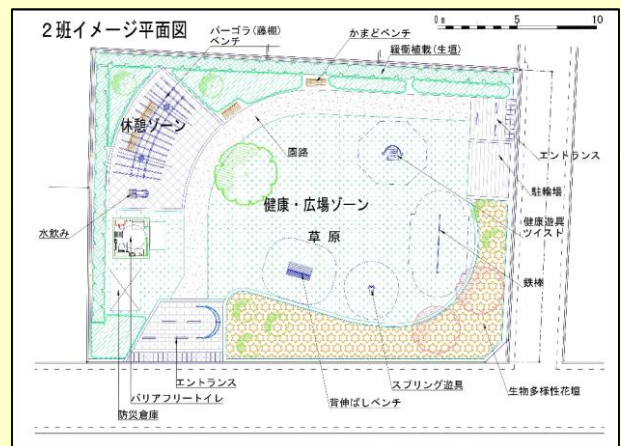 2班イメージ平面図
パーゴラ(藤棚)
ベンチ
かまどベンチ
緩衝植栽(生垣)
0m 5 10
休憩ゾーン
園路
エントランス
駐輪場
健康・広場ゾーン
草原
健康遊具
ツイスト
水飲み
鉄棒
エントランス
バリアフリートイレ
防災倉庫
スプリング遊具
背伸ばしベンチ
生物多様性花壇